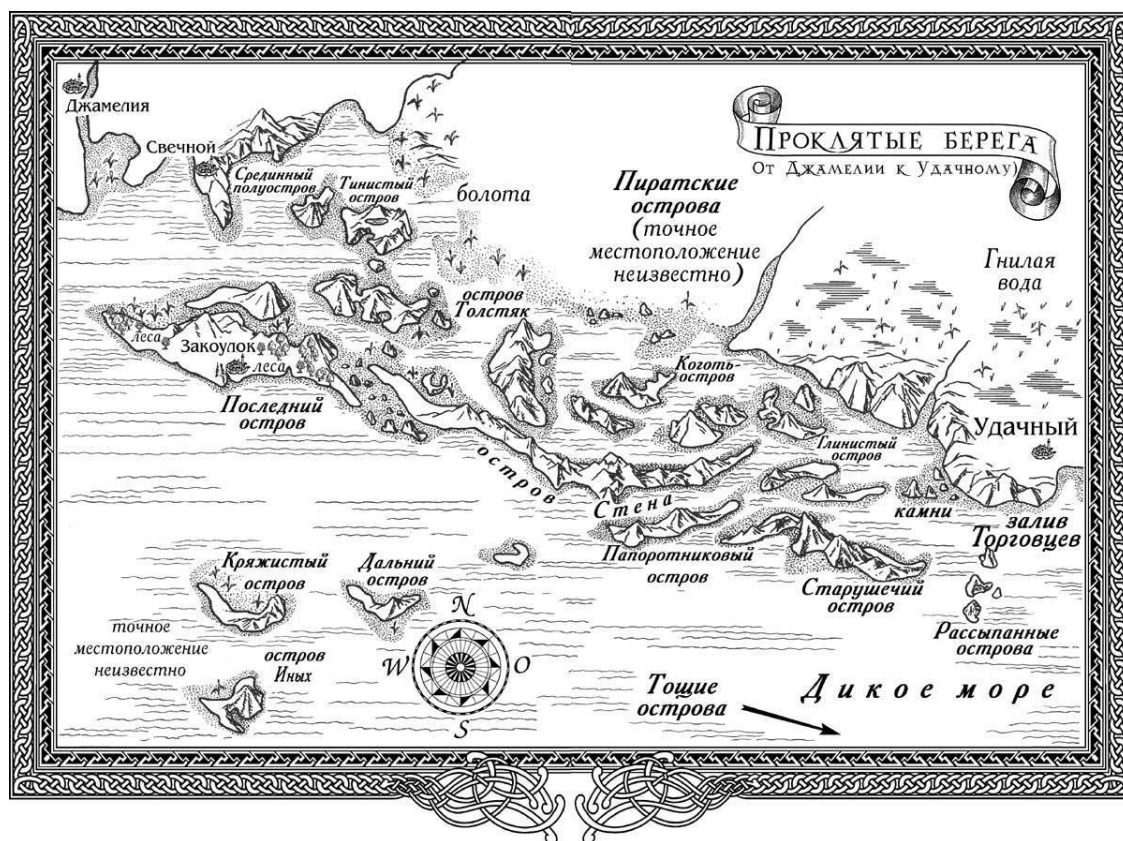 Джамелия
Свечной
Срединный
полуостров
Тинистый
остров
болота
Проклятые берега
От Джамелии к Удачному)
Пиратские
острова
(точное
местоположение
неизвестно)
Гнилая
вода
остров
Толстяк
леса
Закоулок
леса
Последний
остров
Коготь-
остров
Глинистый
остров
Удачный
остров
Стена
камни
залив
Торговцев
Папоротниковый
остров
Старушечий
остров
Рассыпанные
острова
Кряжистый
остров
Дальний
остров
точное
местоположение
неизвестно
остров
Иных
N
W
O
S
Тощие
острова
Дикое море